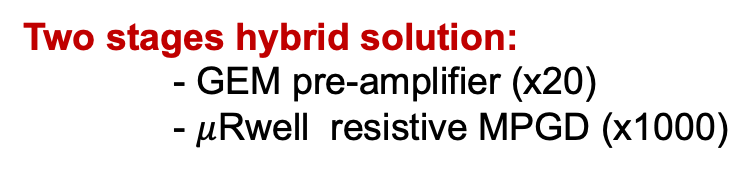 Two stages hybrid solution:
- GEM pre-amplifier (x20)
- 𝜇Rwell  resistive MPGD (x1000)